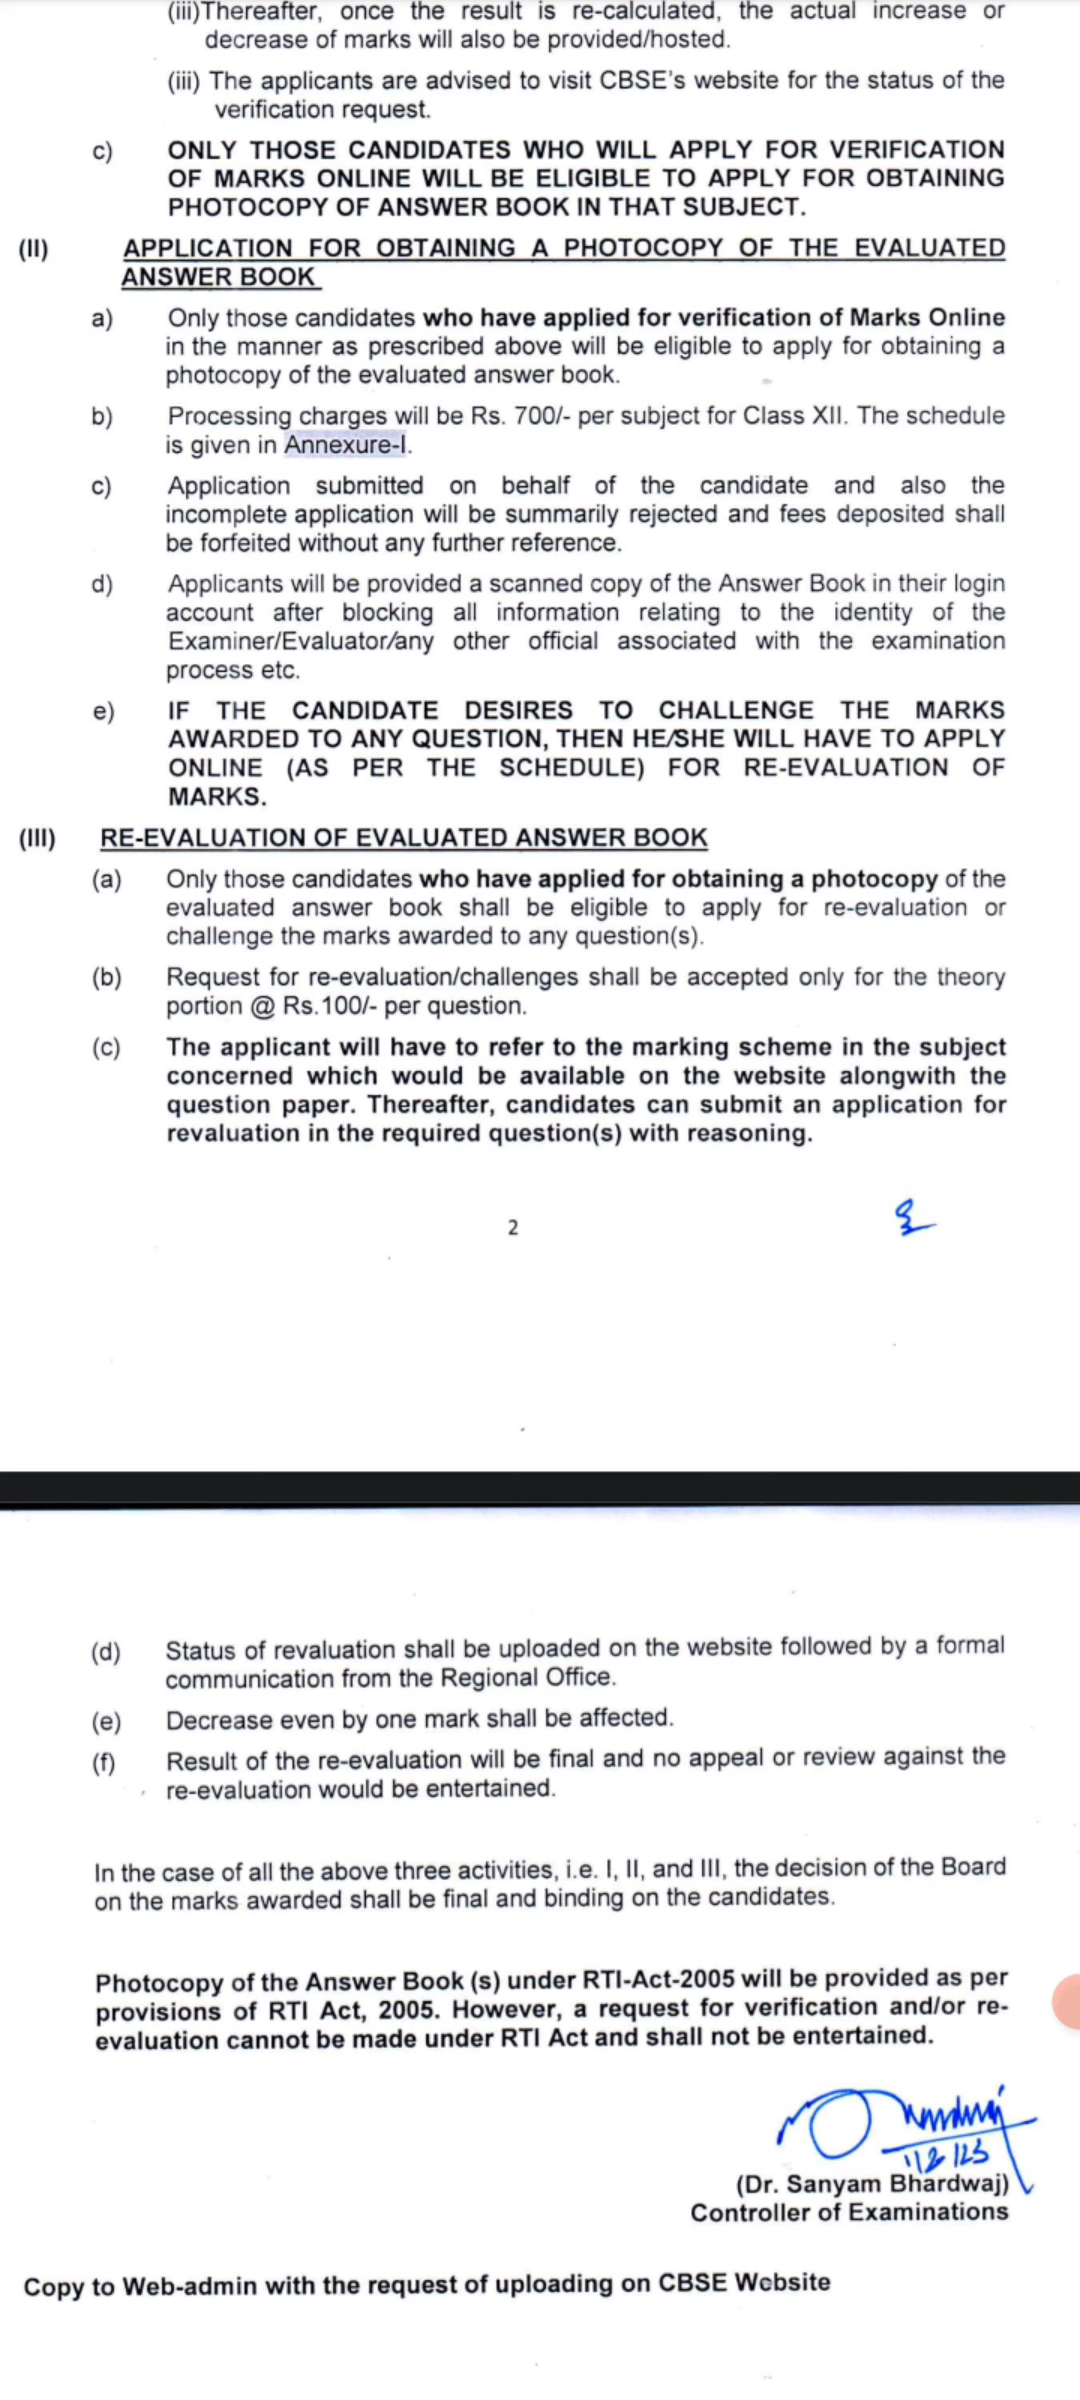 (iii)Thereafter, once the result is re-calculated, the actual increase or
decrease of marks will also be provided/hosted.
(iii) The applicants are advised to visit CBSE's website for the status of the
verification request.
c) ONLY THOSE CANDIDATES WHO WILL APPLY FOR VERIFICATION
OF MARKS ONLINE WILL BE ELIGIBLE TO APPLY FOR OBTAINING
PHOTOCOPY OF ANSWER BOOK IN THAT SUBJECT.
(II) APPLICATION FOR OBTAINING A PHOTOCOPY OF THE EVALUATED
ANSWER BOOK
a) Only those candidates who have applied for verification of Marks Online
in the manner as prescribed above will be eligible to apply for obtaining a
photocopy of the evaluated answer book.
b) Processing charges will be Rs. 700/- per subject for Class XII. The schedule
is given in Annexure-I.
c) Application submitted on behalf of the candidate and also the
incomplete application will be summarily rejected and fees deposited shall
be forfeited without any further reference.
d) Applicants will be provided a scanned copy of the Answer Book in their login
account after blocking all information relating to the identity of the
Examiner/Evaluator/any other official associated with the examination
process etc.
e) IF THE CANDIDATE DESIRES TO CHALLENGE THE MARKS
AWARDED TO ANY QUESTION, THEN HE/SHE WILL HAVE TO APPLY
ONLINE (AS PER THE SCHEDULE) FOR RE-EVALUATION OF
MARKS.
(III) RE-EVALUATION OF EVALUATED ANSWER BOOK
(a) Only those candidates who have applied for obtaining a photocopy of the
evaluated answer book shall be eligible to apply for re-evaluation or
challenge the marks awarded to any question(s).
(b) Request for re-evaluation/challenges shall be accepted only for the theory
portion @ Rs.100/- per question.
(c) The applicant will have to refer to the marking scheme in the subject
concerned which would be available on the website alongwith the
question paper. Thereafter, candidates can submit an application for
revaluation in the required question(s) with reasoning.
2
(d) Status of revaluation shall be uploaded on the website followed by a formal
communication from the Regional Office.
(e) Decrease even by one mark shall be affected.
(f) Result of the re-evaluation will be final and no appeal or review against the
re-evaluation would be entertained.
In the case of all the above three activities, i.e. I, II, and III, the decision of the Board
on the marks awarded shall be final and binding on the candidates.
Photocopy of the Answer Book (s) under RTI-Act-2005 will be provided as per
provisions of RTI Act, 2005. However, a request for verification and/or re-
evaluation cannot be made under RTI Act and shall not be entertained.
(Dr. Sanyam Bhardwaj)
Controller of Examinations
Copy to Web-admin with the request of uploading on CBSE Website